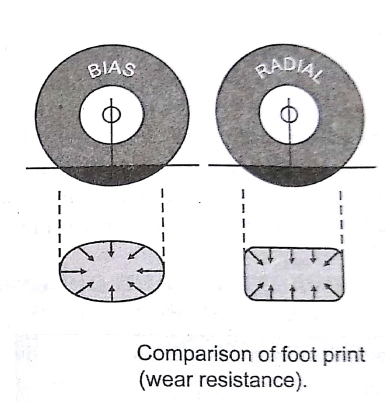 BIAS
RADIAL
Comparison of foot print
(wear resistance).